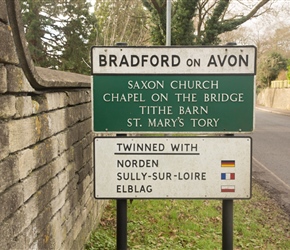 BRADFORD ON AVON
SAXON CHURCH
CHAPEL ON THE BRIDGE
TITHE BARN
ST. MARY'S TORY
TWINNED WITH
NORDEN
SULLY-SUR-LOIRE
ELBLAG